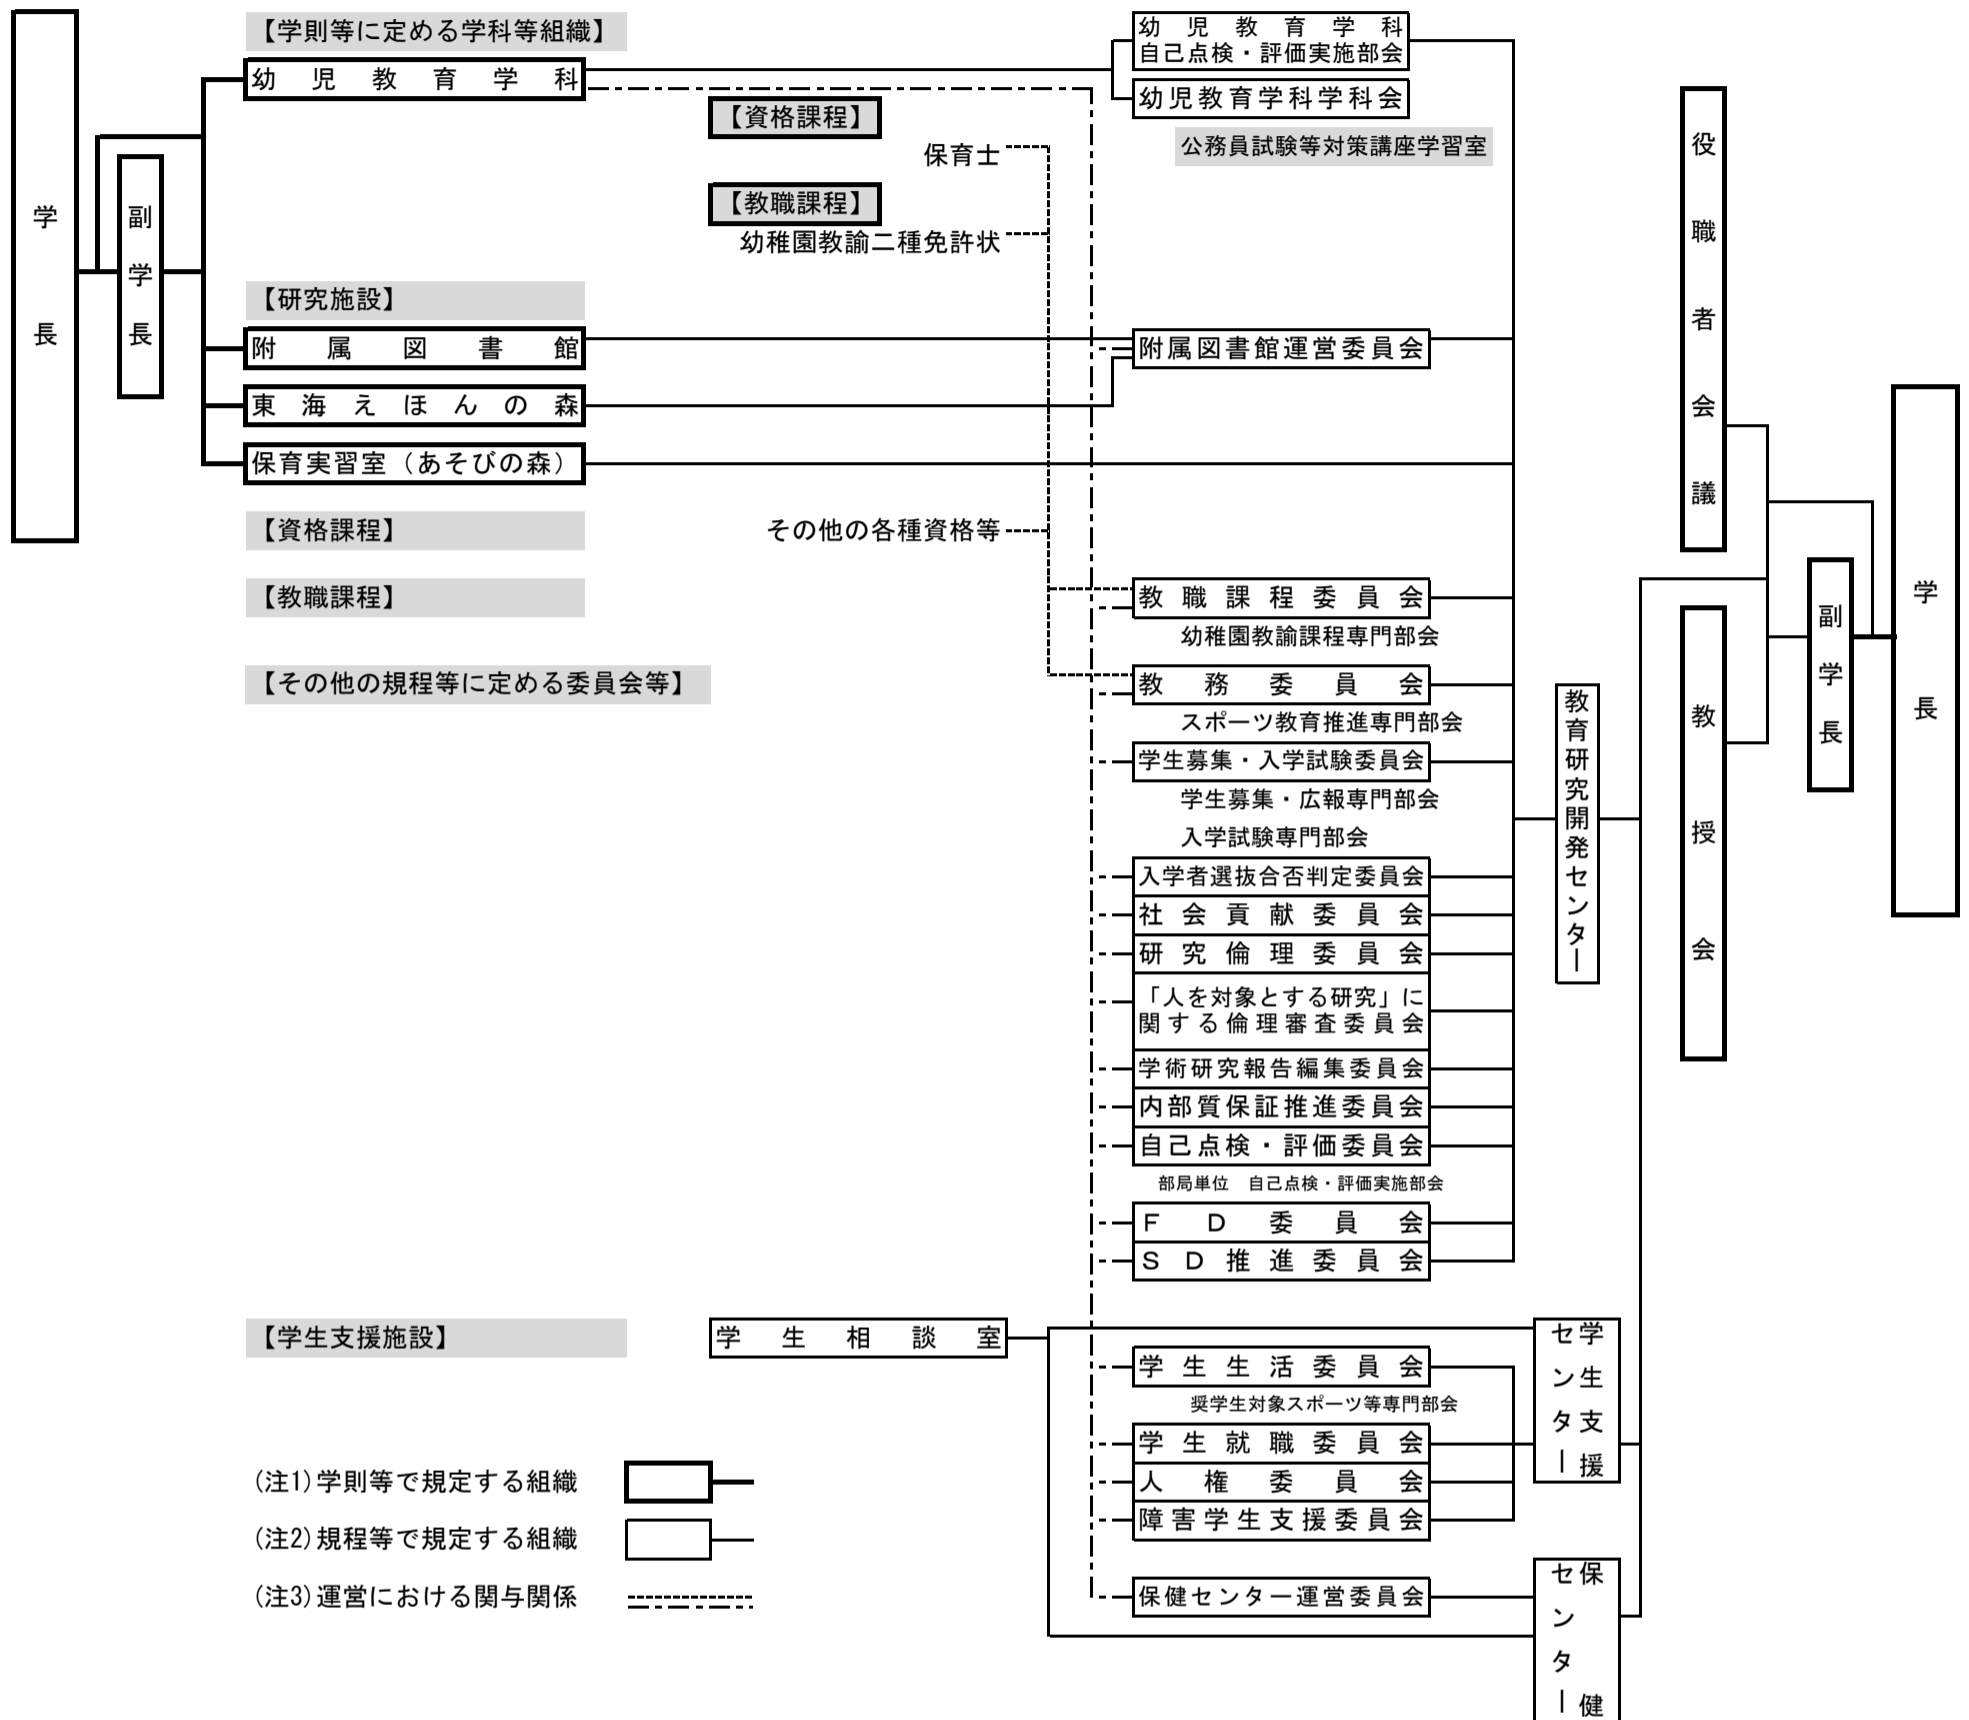 学長
副学長
【学則等に定める学科等組織】
幼児教育学科
【資格課程】
保育士
【教職課程】
幼稚園教諭二種免許状
【研究施設】
附属図書館
東海えほんの森
保育実習室（あそびの森）
【資格課程】
その他の各種資格等
【教職課程】
【その他の規程等に定める委員会等】
幼児教育学科
自己点検・評価実施部会
幼児教育学科学科会
公務員試験等対策講座学習室
附属図書館運営委員会
教職課程委員会
幼稚園教諭課程専門部会
教務委員会
スポーツ教育推進専門部会
学生募集・入学試験委員会
学生募集・広報専門部会
入学試験専門部会
入学者選抜合否判定委員会
社会貢献委員会
研究倫理委員会
「人を対象とする研究」に
関する倫理審査委員会
学術研究報告編集委員会
内部質保証推進委員会
自己点検・評価委員会
部局単位　自己点検・評価実施部会
ＦＤ委員会
ＳＤ推進委員会
教育研究開発センター
役職者会議
教授会
副学長
学長
【学生支援施設】
学生相談室
学生生活委員会
奨学生対象スポーツ等専門部会
学生就職委員会
人権委員会
障害学生支援委員会
学生支援
センター
保健センター運営委員会
保健
センター
(注1)学則等で規定する組織
(注2)規程等で規定する組織
(注3)運営における関与関係